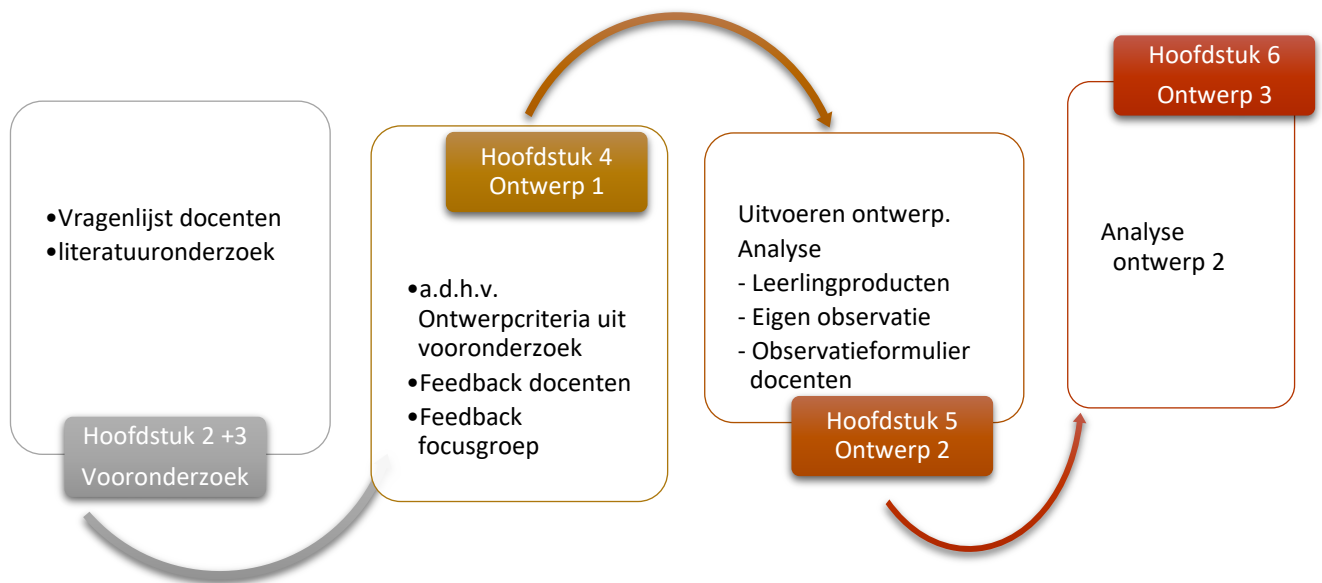 •Vragenlijst docenten
•literatuuronderzoek
Hoofdstuk 2 +3
Vooronderzoek
Hoofdstuk 4
Ontwerp 1
•a.d.h.v.
Ontwerpcriteria uit
vooronderzoek
•Feedback docenten
•Feedback
focusgroep
Uitvoeren ontwerp.
Analyse
- Leerlingproducten
- Eigen observatie
- Observatieformulier
docenten
Hoofdstuk 5
Ontwerp 2
Hoofdstuk 6
Ontwerp 3
Analyse
ontwerp 2